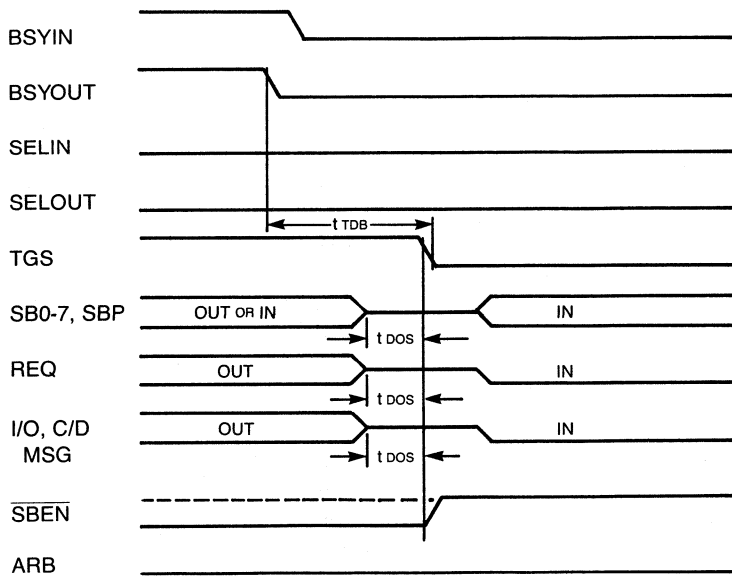 BSYIN
BSYOUT
SELIN
SELOUT
t TDB
TGS
SB0-7, SBP OUT OR IN IN
t DOS
REQ OUT IN
t DOS
I/O, C/D OUT IN
MSG
t DOS
SBEN
ARB